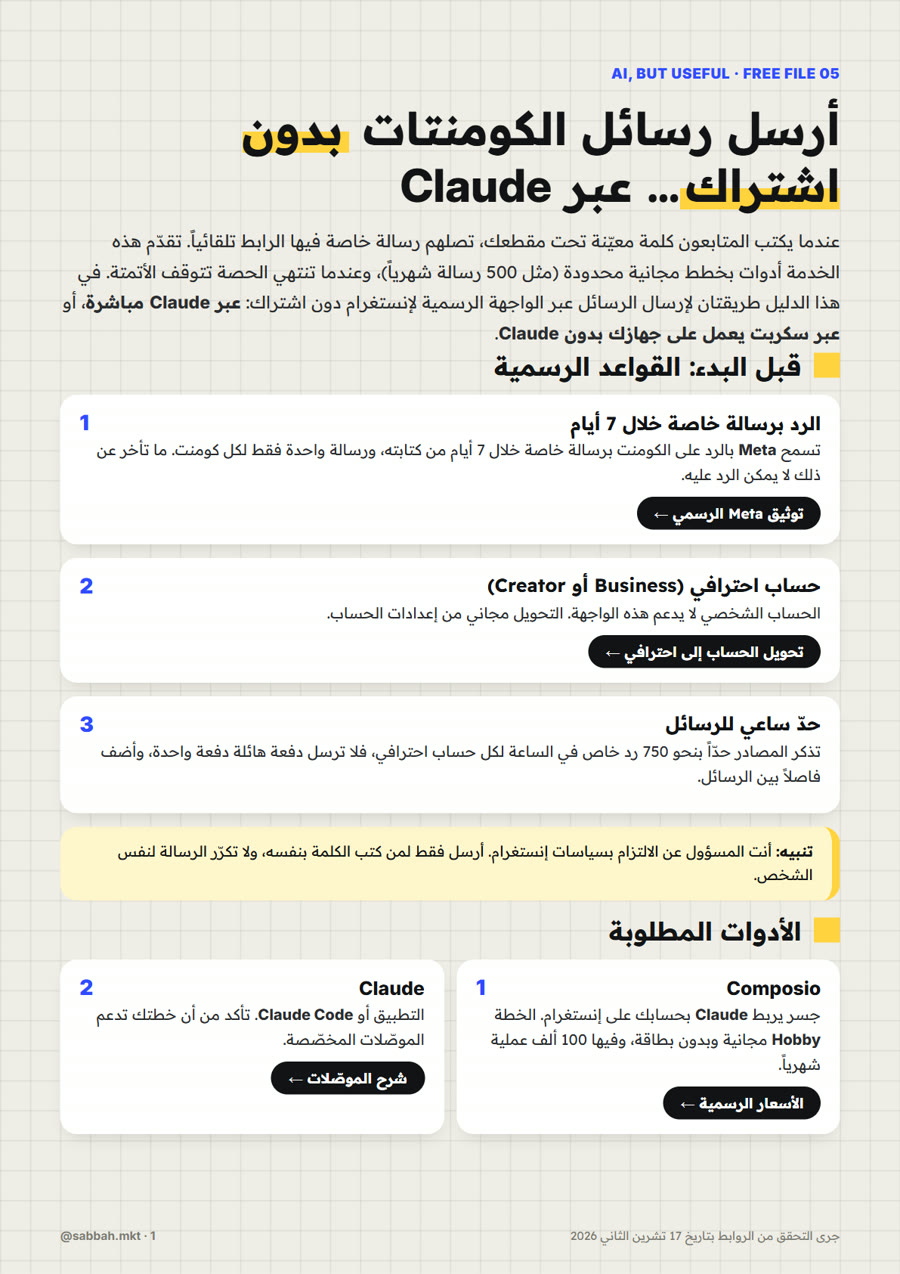 AI, BUT USEFUL · FREE FILE 05
أرسل رسائل الكومنتات بدون
اشتراك... عبر Claude
عندما يكتب المتابعون كلمة معيّنة تحت مقطعك، تصلهم رسالة خاصة فيها الرابط تلقائياً. تقدّم هذه
الخدمة أدوات بخطط مجانية محدودة (مثل 500 رسالة شهرياً)، وعندما تنتهي الحصة تتوقف الأتمتة. في
هذا الدليل طريقتان لإرسال الرسائل عبر الواجهة الرسمية لإنستغرام دون اشتراك: عبر Claude مباشرة، أو
عبر سكربت يعمل على جهازك بدون Claude.
قبل البدء: القواعد الرسمية
1
الرد برسالة خاصة خلال 7 أيام
تسمح Meta بالرد على الكومنت برسالة خاصة خلال 7 أيام من كتابته، ورسالة واحدة فقط لكل كومنت. ما تأخر عن
ذلك لا يمكن الرد عليه.
توثيق Meta الرسمي ←
2
حساب احترافي (Business أو Creator)
الحساب الشخصي لا يدعم هذه الواجهة. التحويل مجاني من إعدادات الحساب.
تحويل الحساب إلى احترافي ←
3
حدّ ساعي للرسائل
تذكر المصادر حدّاً بنحو 750 رد خاص في الساعة لكل حساب احترافي، فلا ترسل دفعة هائلة دفعة واحدة، وأضف
فاصلاً بين الرسائل.
تنبيه: أنت المسؤول عن الالتزام بسياسات إنستغرام. أرسل فقط لمن كتب الكلمة بنفسه، ولا تكرّر الرسالة لنفس
الشخص.
الأدوات المطلوبة
1
Composio
جسر يربط Claude بحسابك على إنستغرام. الخطة
Hobby مجانية وبدون بطاقة، وفيها 100 ألف عملية
شهرياً.
الأسعار الرسمية ←
2
Claude
التطبيق أو Claude Code. تأكد من أن خطتك تدعم
الموصّلات المخصّصة.
شرح الموصّلات ←
جرى التحقق من الروابط بتاريخ 17 تشرين الثاني 2026
@sabbah.mkt · 1